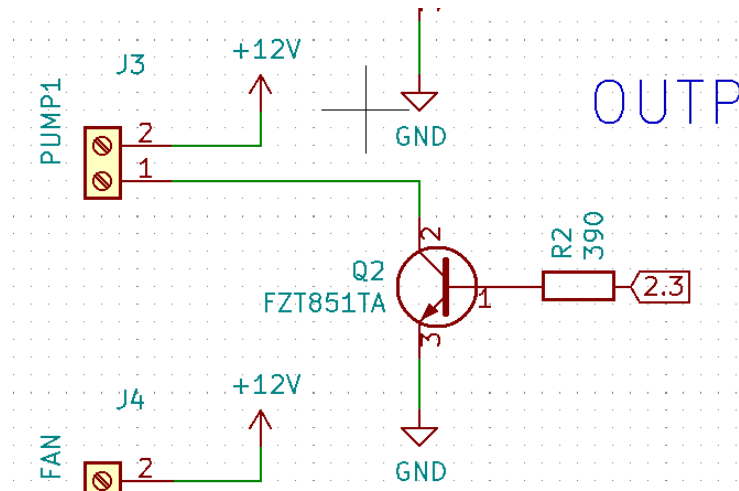 +12V
J3
PUMP1
2
1
GND
OUTP
2
R2
390
Q2
FZT851TA
1
2.3
3
+12V
J4
FAN
2
GND